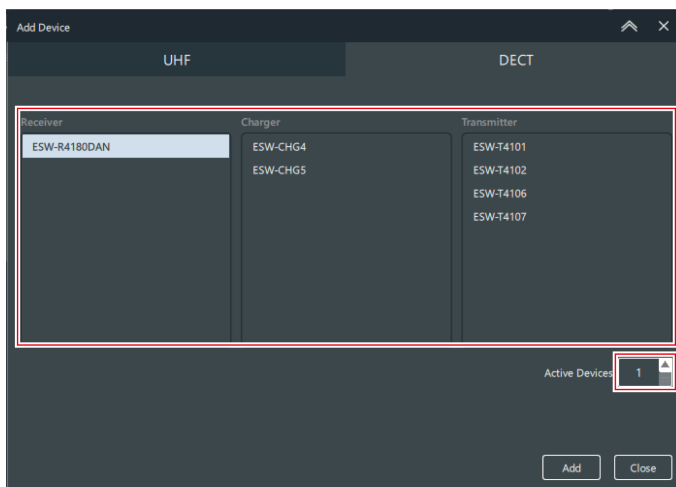 Add Device
UHF DECT
Receiver Charger Transmitter
ESW-R4180DAN ESW-CHG4 ESW-T4101
ESW-CHG5 ESW-T4102
ESW-T4106
ESW-T4107
Active Devices 1
Add Close